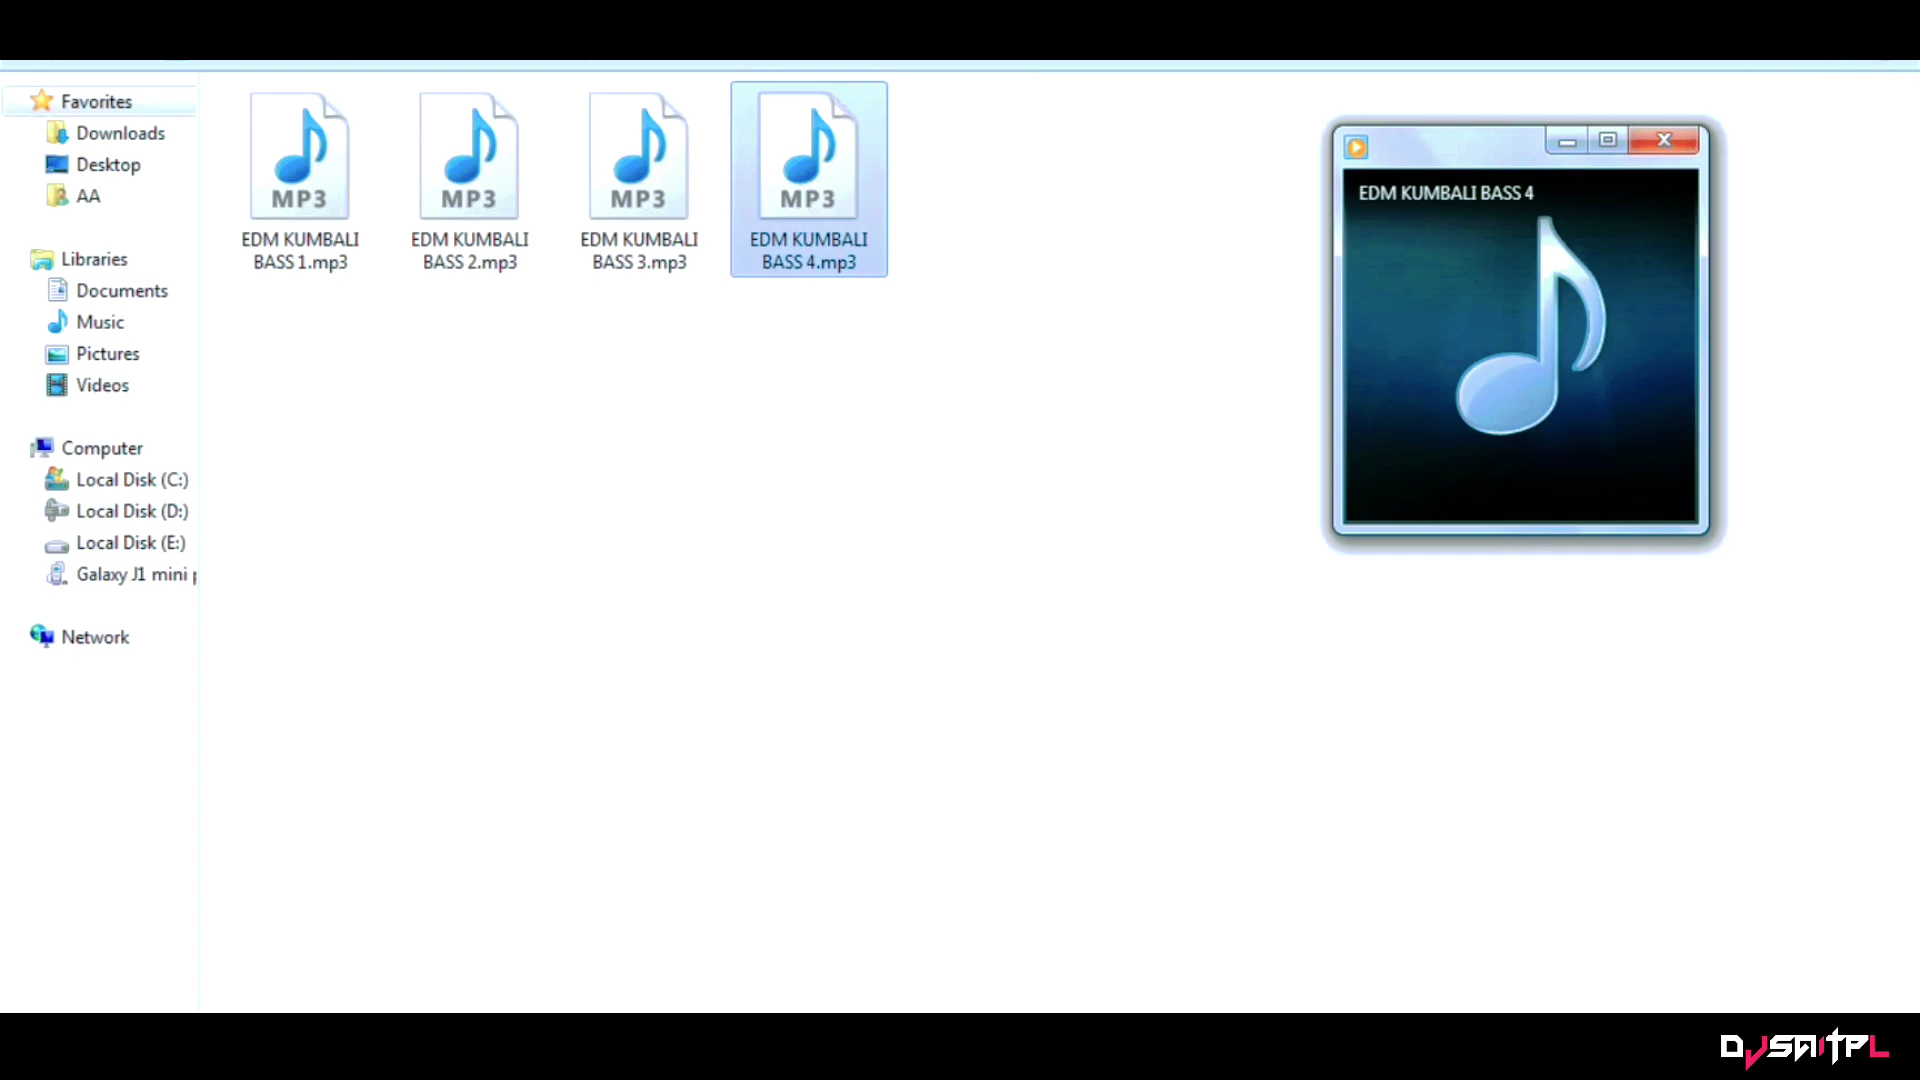 Favorites
Downloads
Desktop
AA
Libraries
Documents
Music
Pictures
Videos
Computer
Local Disk (C:)
Local Disk (D:)
Local Disk (E:)
Galaxy J1 mini p
Network
MP3
EDM KUMBALI
BASS 1.mp3
MP3
EDM KUMBALI
BASS 2.mp3
MP3
EDM KUMBALI
BASS 3.mp3
MP3
EDM KUMBALI
BASS 4.mp3
EDM KUMBALI BASS 4
DJSAITPL